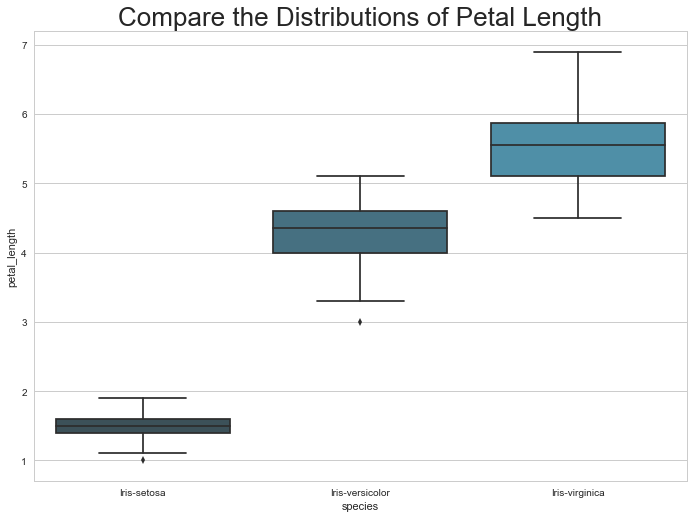 Compare the Distributions of Petal Length
7
6
5
4
3
2
1
petal_length
Iris-setosa
Iris-versicolor
Iris-virginica
species